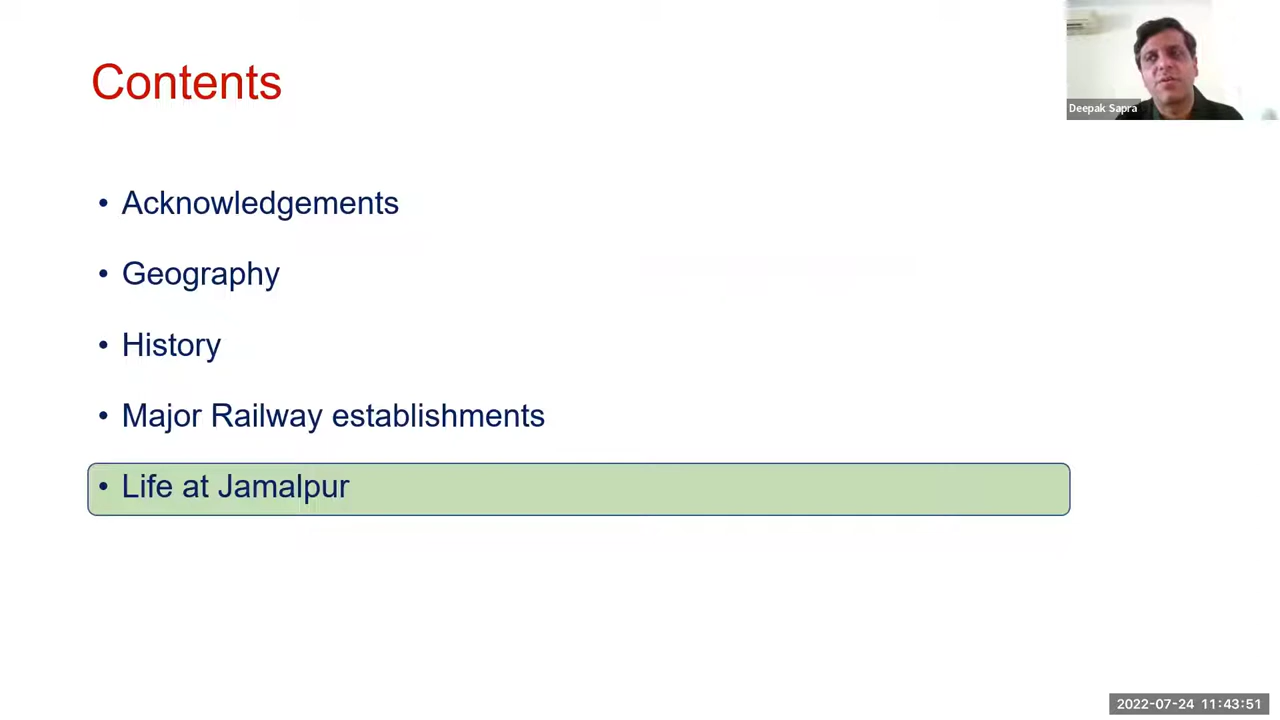 Contents
Deepak Sapra
• Acknowledgements
• Geography
• History
• Major Railway establishments
• Life at Jamalpur
2022-07-24 11:43:51